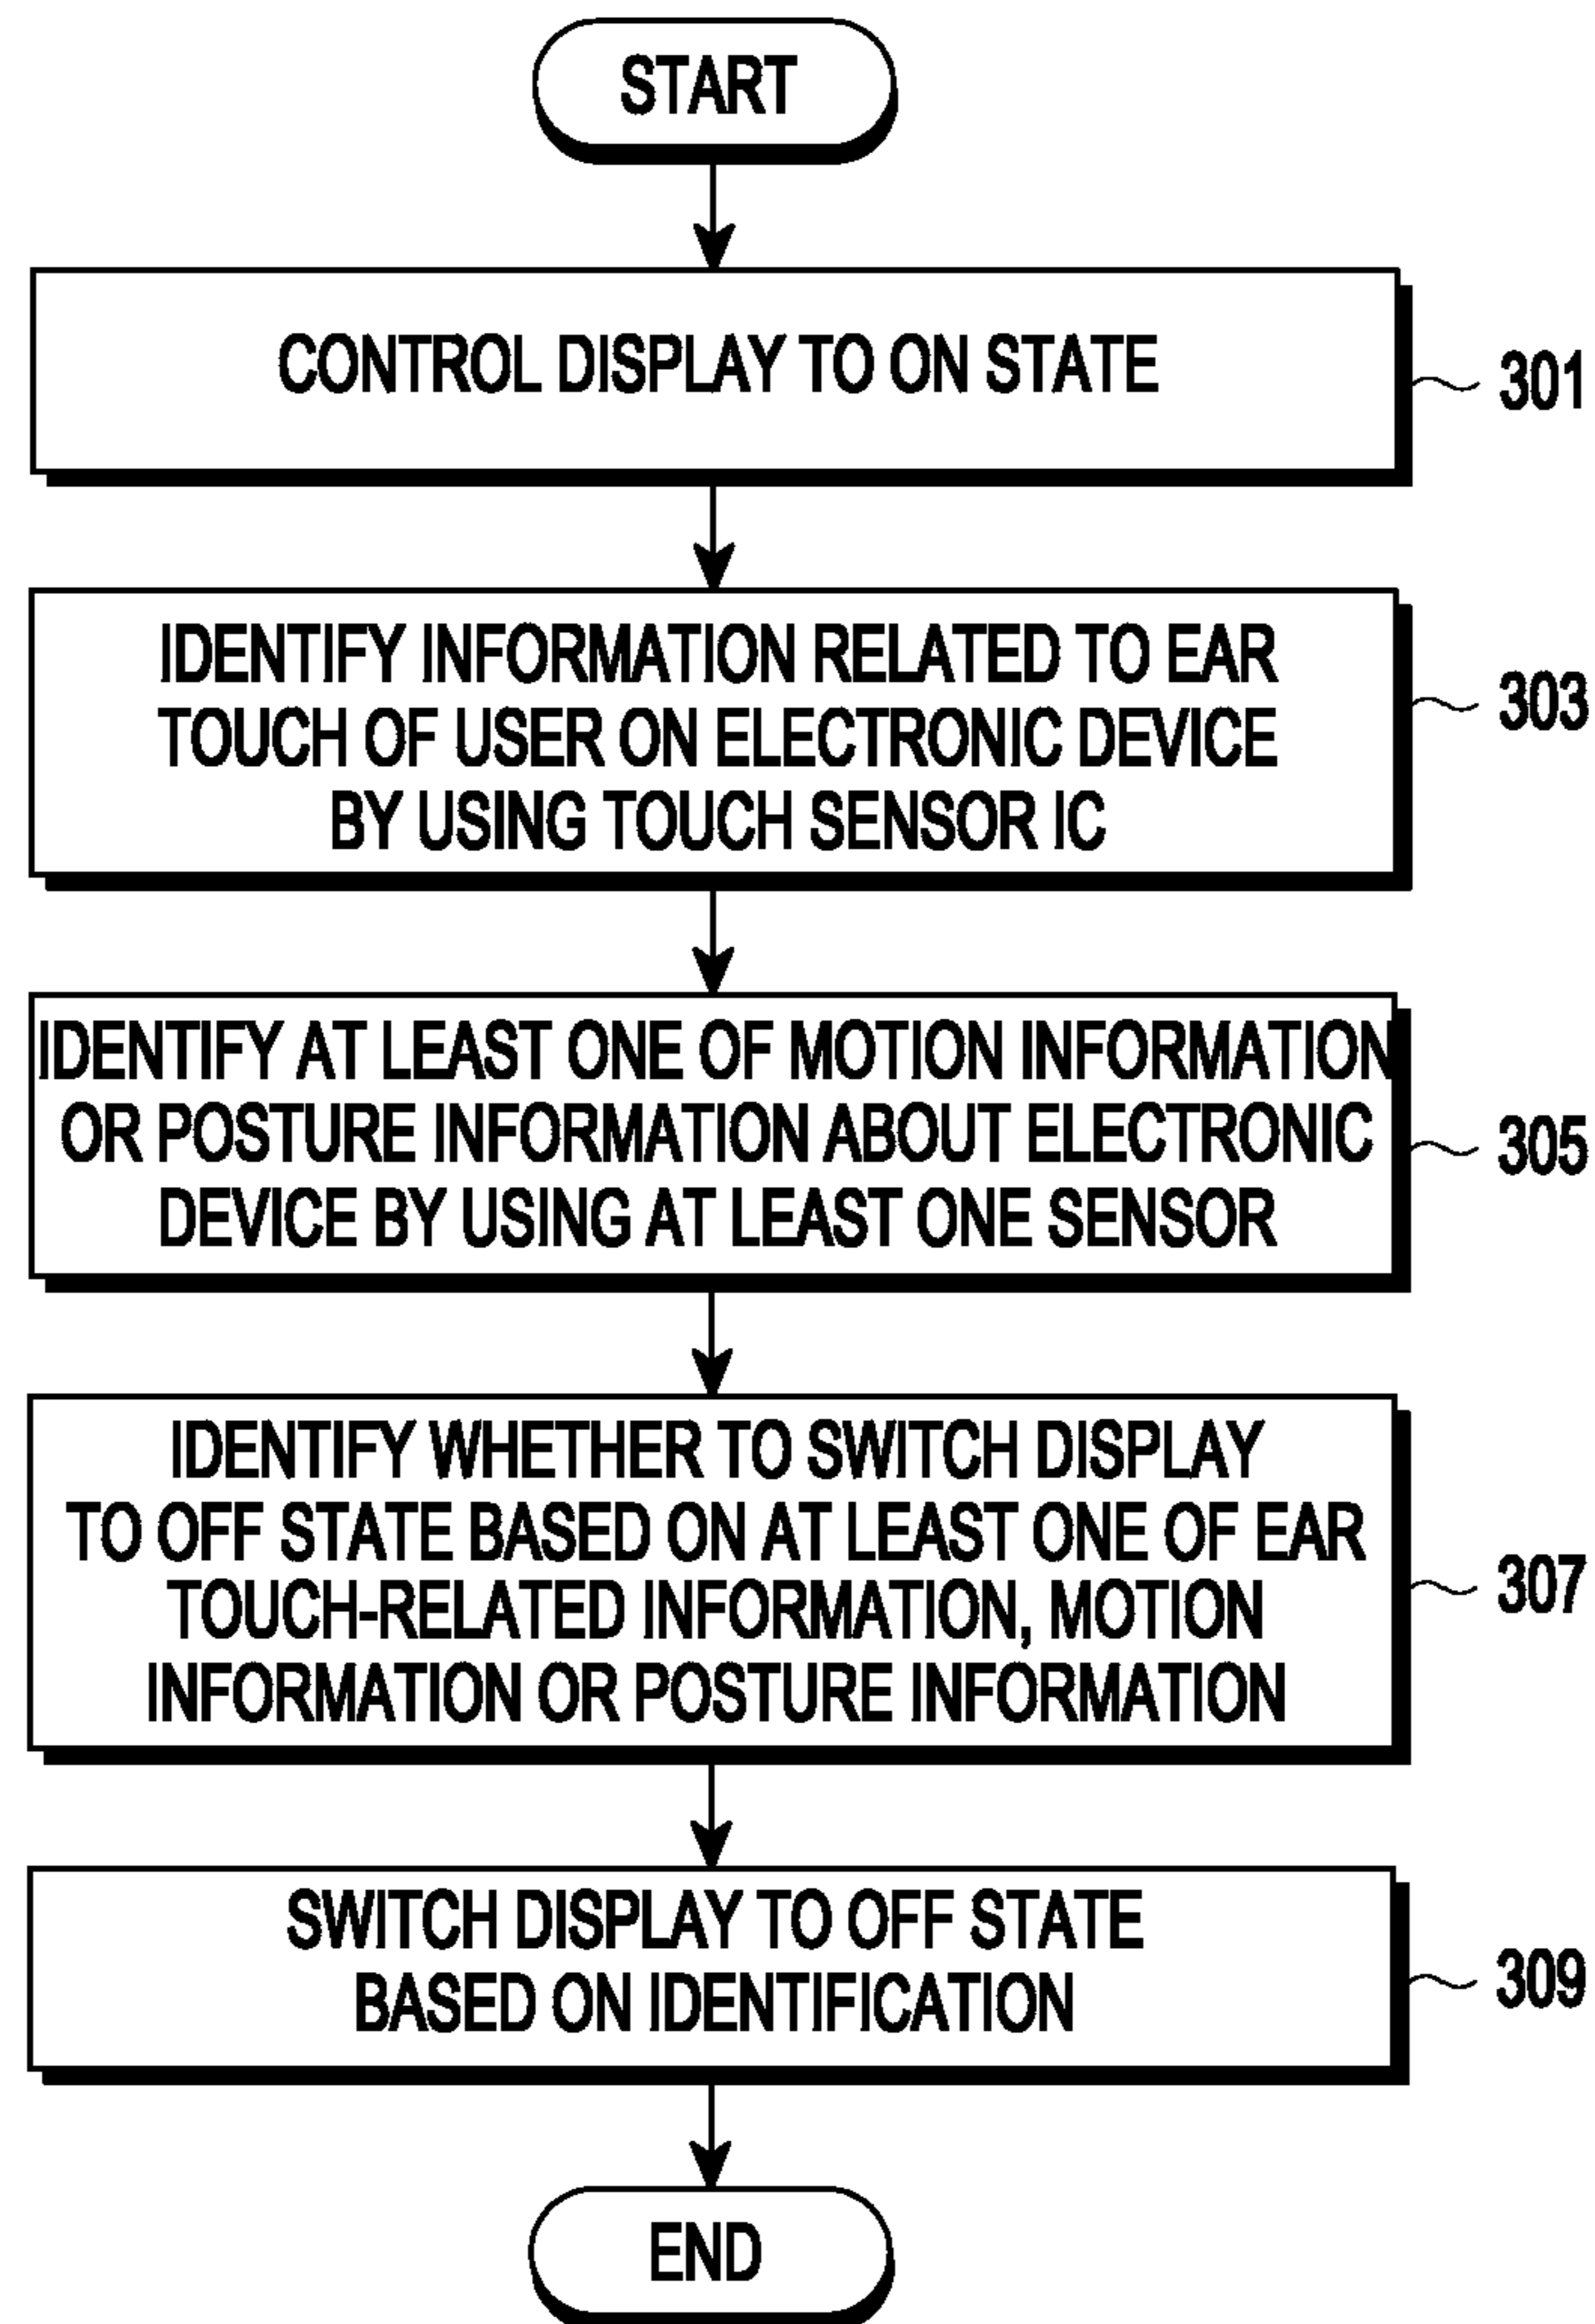 START
CONTROL DISPLAY TO ON STATE
301
IDENTIFY INFORMATION RELATED TO EAR
TOUCH OF USER ON ELECTRONIC DEVICE
BY USING TOUCH SENSOR IC
303
IDENTIFY AT LEAST ONE OF MOTION INFORMATION
OR POSTURE INFORMATION ABOUT ELECTRONIC
DEVICE BY USING AT LEAST ONE SENSOR
305
IDENTIFY WHETHER TO SWITCH DISPLAY
TO OFF STATE BASED ON AT LEAST ONE OF EAR
TOUCH-RELATED INFORMATION, MOTION
INFORMATION OR POSTURE INFORMATION
307
SWITCH DISPLAY TO OFF STATE
BASED ON IDENTIFICATION
309
END